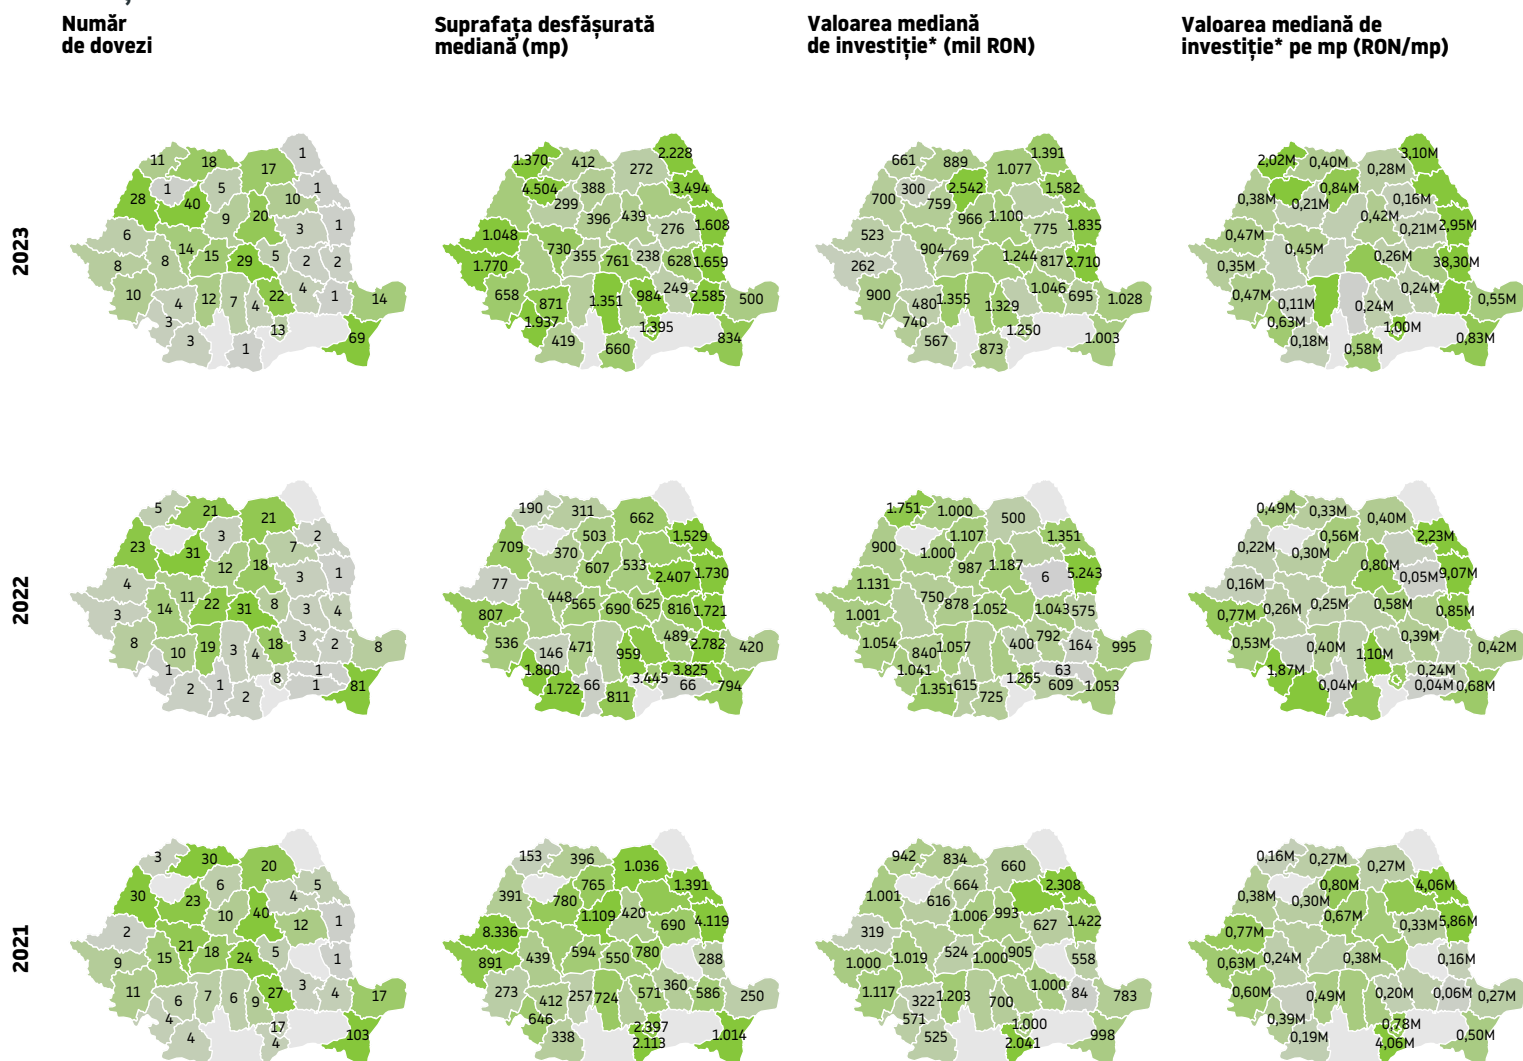 Număr
de dovezi
Suprafața desfășurată
mediană (mp)
Valoarea mediană
de investiție* (mil RON)
Valoarea mediană de
investiție* pe mp (RON/mp)
2023
11 18 17 1
1 5 1
28 40 10
9 20 3 1
6
14 15 29 5 2 2
8 8
10 4 12 7 4 22 4 1 14
3 13
3 1 69
1.370 412 272 2.228
4.504 388 3.494
299
396 439 276 1.608
1.048
730 355 761 238 628 1.659
1.770
658 871 1.351 984 249 2.585 500
1.937 1.395
419 660 834
661 889 1.077 1.391
300 2.542 1.582
700 759
966 1.100 775 1.835
523
904 769 1.244 817 2.710
262
900 480 1.355 1.329 1.046 695 1.028
740 1.250
567 873 1.003
2,02M 0,40M 0,28M 3,10M
0,84M
0,38M 0,21M 0,16M
0,47M 0,42M 0,21M 2,95M
0,45M 0,26M 38,30M
0,35M
0,47M 0,11M 0,24M 0,24M 0,55M
0,63M 1,00M
0,18M 0,58M 0,83M
2022
5 21 21
3 2
23 31 7
12 18 3 1
4
14 11 22 31 8 3 4
3
8 10 19 3 4 18 3 2 8
1 8 1
2 1 2 1 81
190 311 662
503 1.529
709 370
607 533 2.407 1.730
77
448 565 690 625 816 1.721
807
536 146 471 959 489 2.782 420
1.800 3.445 3.825
1.722 66 811 66 794
1.751 1.000 500
1.107 1.351
900 1.000
987 1.187 6 5.243
1.131
750 878 1.052 1.043 575
1.001
1.054 840 1.057 400 792 164 995
1.041 1.265 63
1.351 615 725 609 1.053
0,49M 0,33M 0,40M
0,56M 2,23M
0,22M 0,30M
0,16M 0,80M 0,05M 9,07M
0,77M 0,26M 0,25M 0,58M 0,85M
0,53M 0,40M 1,10M 0,39M 0,42M
1,87M 0,24M
0,04M 0,04M 0,68M
2021
3 30 20
6 5
30 23 4
10 40 12 1
2
15 21 18 24 5 1
9
11 6 7 6 9 27 3 4 17
4 17
4 4 103
153 396 1.036
765 1.391
391 780
1.109 420 690 4.119
8.336
439 594 550 780 288
891
273 412 257 724 571 360 586 250
646 2.397
338 2.113 1.014
942 834 660
664 2.308
1.001 616
1.006 993 627 1.422
319
1.019 524 1.000 905 558
1.000
1.117 322 1.203 700 1.000 84 783
571 1.000
525 2.041 998
0,16M 0,27M 0,27M
0,80M 4,06M
0,38M 0,30M
0,77M 0,67M 0,33M 5,86M
0,63M 0,24M 0,38M 0,16M
0,60M 0,49M 0,20M 0,06M 0,27M
0,39M 0,78M
0,19M 4,06M 0,50M